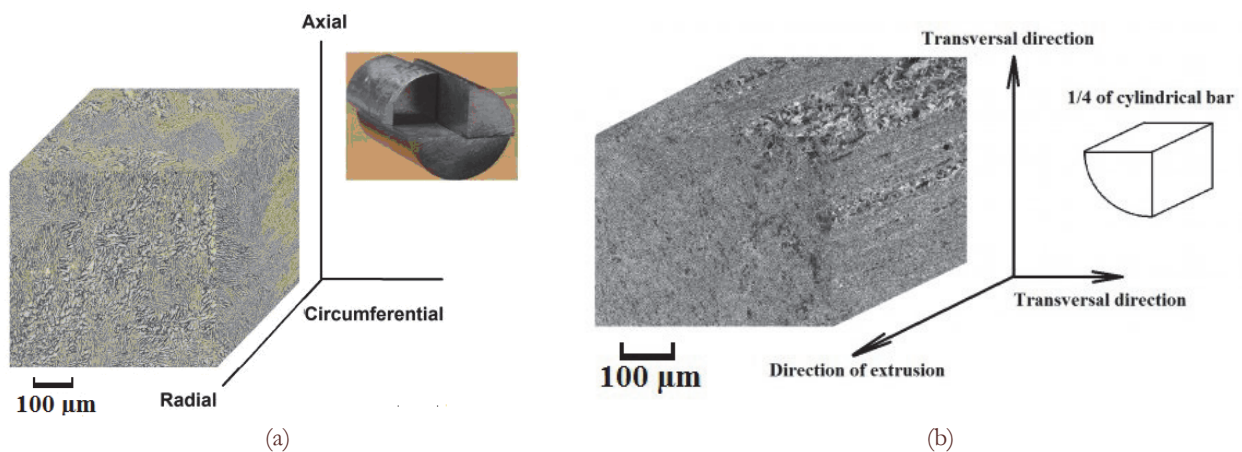 Axial
Circumferential
Radial
100 µm
(a)
Transversal direction
1/4 of cylindrical bar
Transversal direction
Direction of extrusion
100 µm
(b)